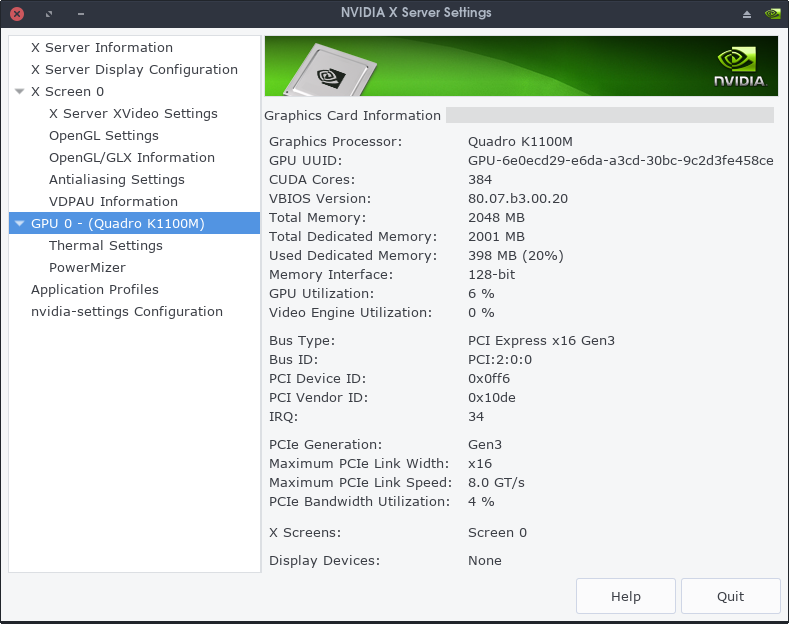 NVIDIA X Server Settings
X Server Information
X Server Display Configuration
X Screen 0
X Server XVideo Settings
OpenGL Settings
OpenGL/GLX Information
Antialiasing Settings
VDPAU Information
GPU 0 - (Quadro K1100M)
Thermal Settings
PowerMizer
Application Profiles
nvidia-settings Configuration
NVIDIA.
Graphics Card Information
Graphics Processor: Quadro K1100M
GPU UUID: GPU-6e0ecd29-e6da-a3cd-30bc-9c2d3fe458ce
CUDA Cores: 384
VBIOS Version: 80.07.b3.00.20
Total Memory: 2048 MB
Total Dedicated Memory: 2001 MB
Used Dedicated Memory: 398 MB (20%)
Memory Interface: 128-bit
GPU Utilization: 6 %
Video Engine Utilization: 0 %
Bus Type: PCI Express x16 Gen3
Bus ID: PCI:2:0:0
PCI Device ID: 0x0ff6
PCI Vendor ID: 0x10de
IRQ: 34
PCIe Generation: Gen3
Maximum PCIe Link Width: x16
Maximum PCIe Link Speed: 8.0 GT/s
PCIe Bandwidth Utilization: 4 %
X Screens: Screen 0
Display Devices: None
Help Quit